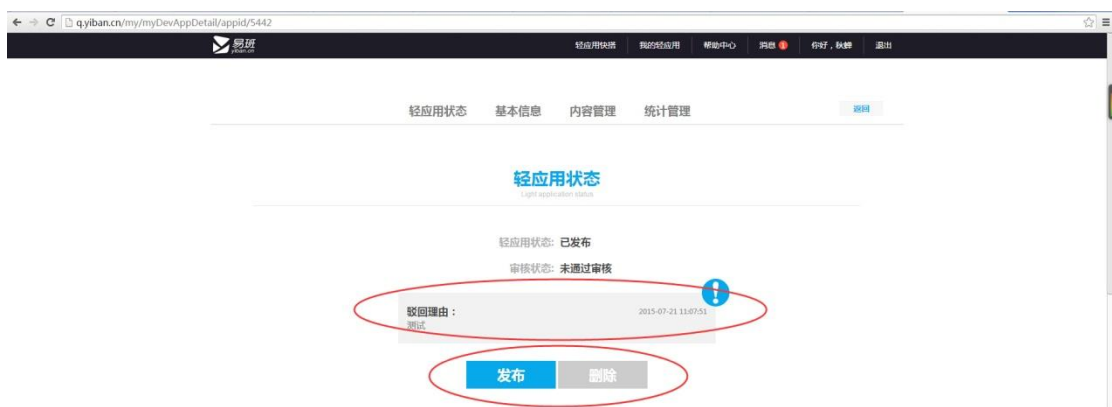 q.yiban.cn/my/myDevAppDetail/appid/5442
易班
yiban.cn
轻应用快搭 我的轻应用 帮助中心 消息 1 你好，秋蝉 退出
轻应用状态 基本信息 内容管理 统计管理 返回
轻应用状态
Light application status
轻应用状态: 已发布
审核状态: 未通过审核
驳回理由： 2015-07-21 11:07:51
测试
发布 删除